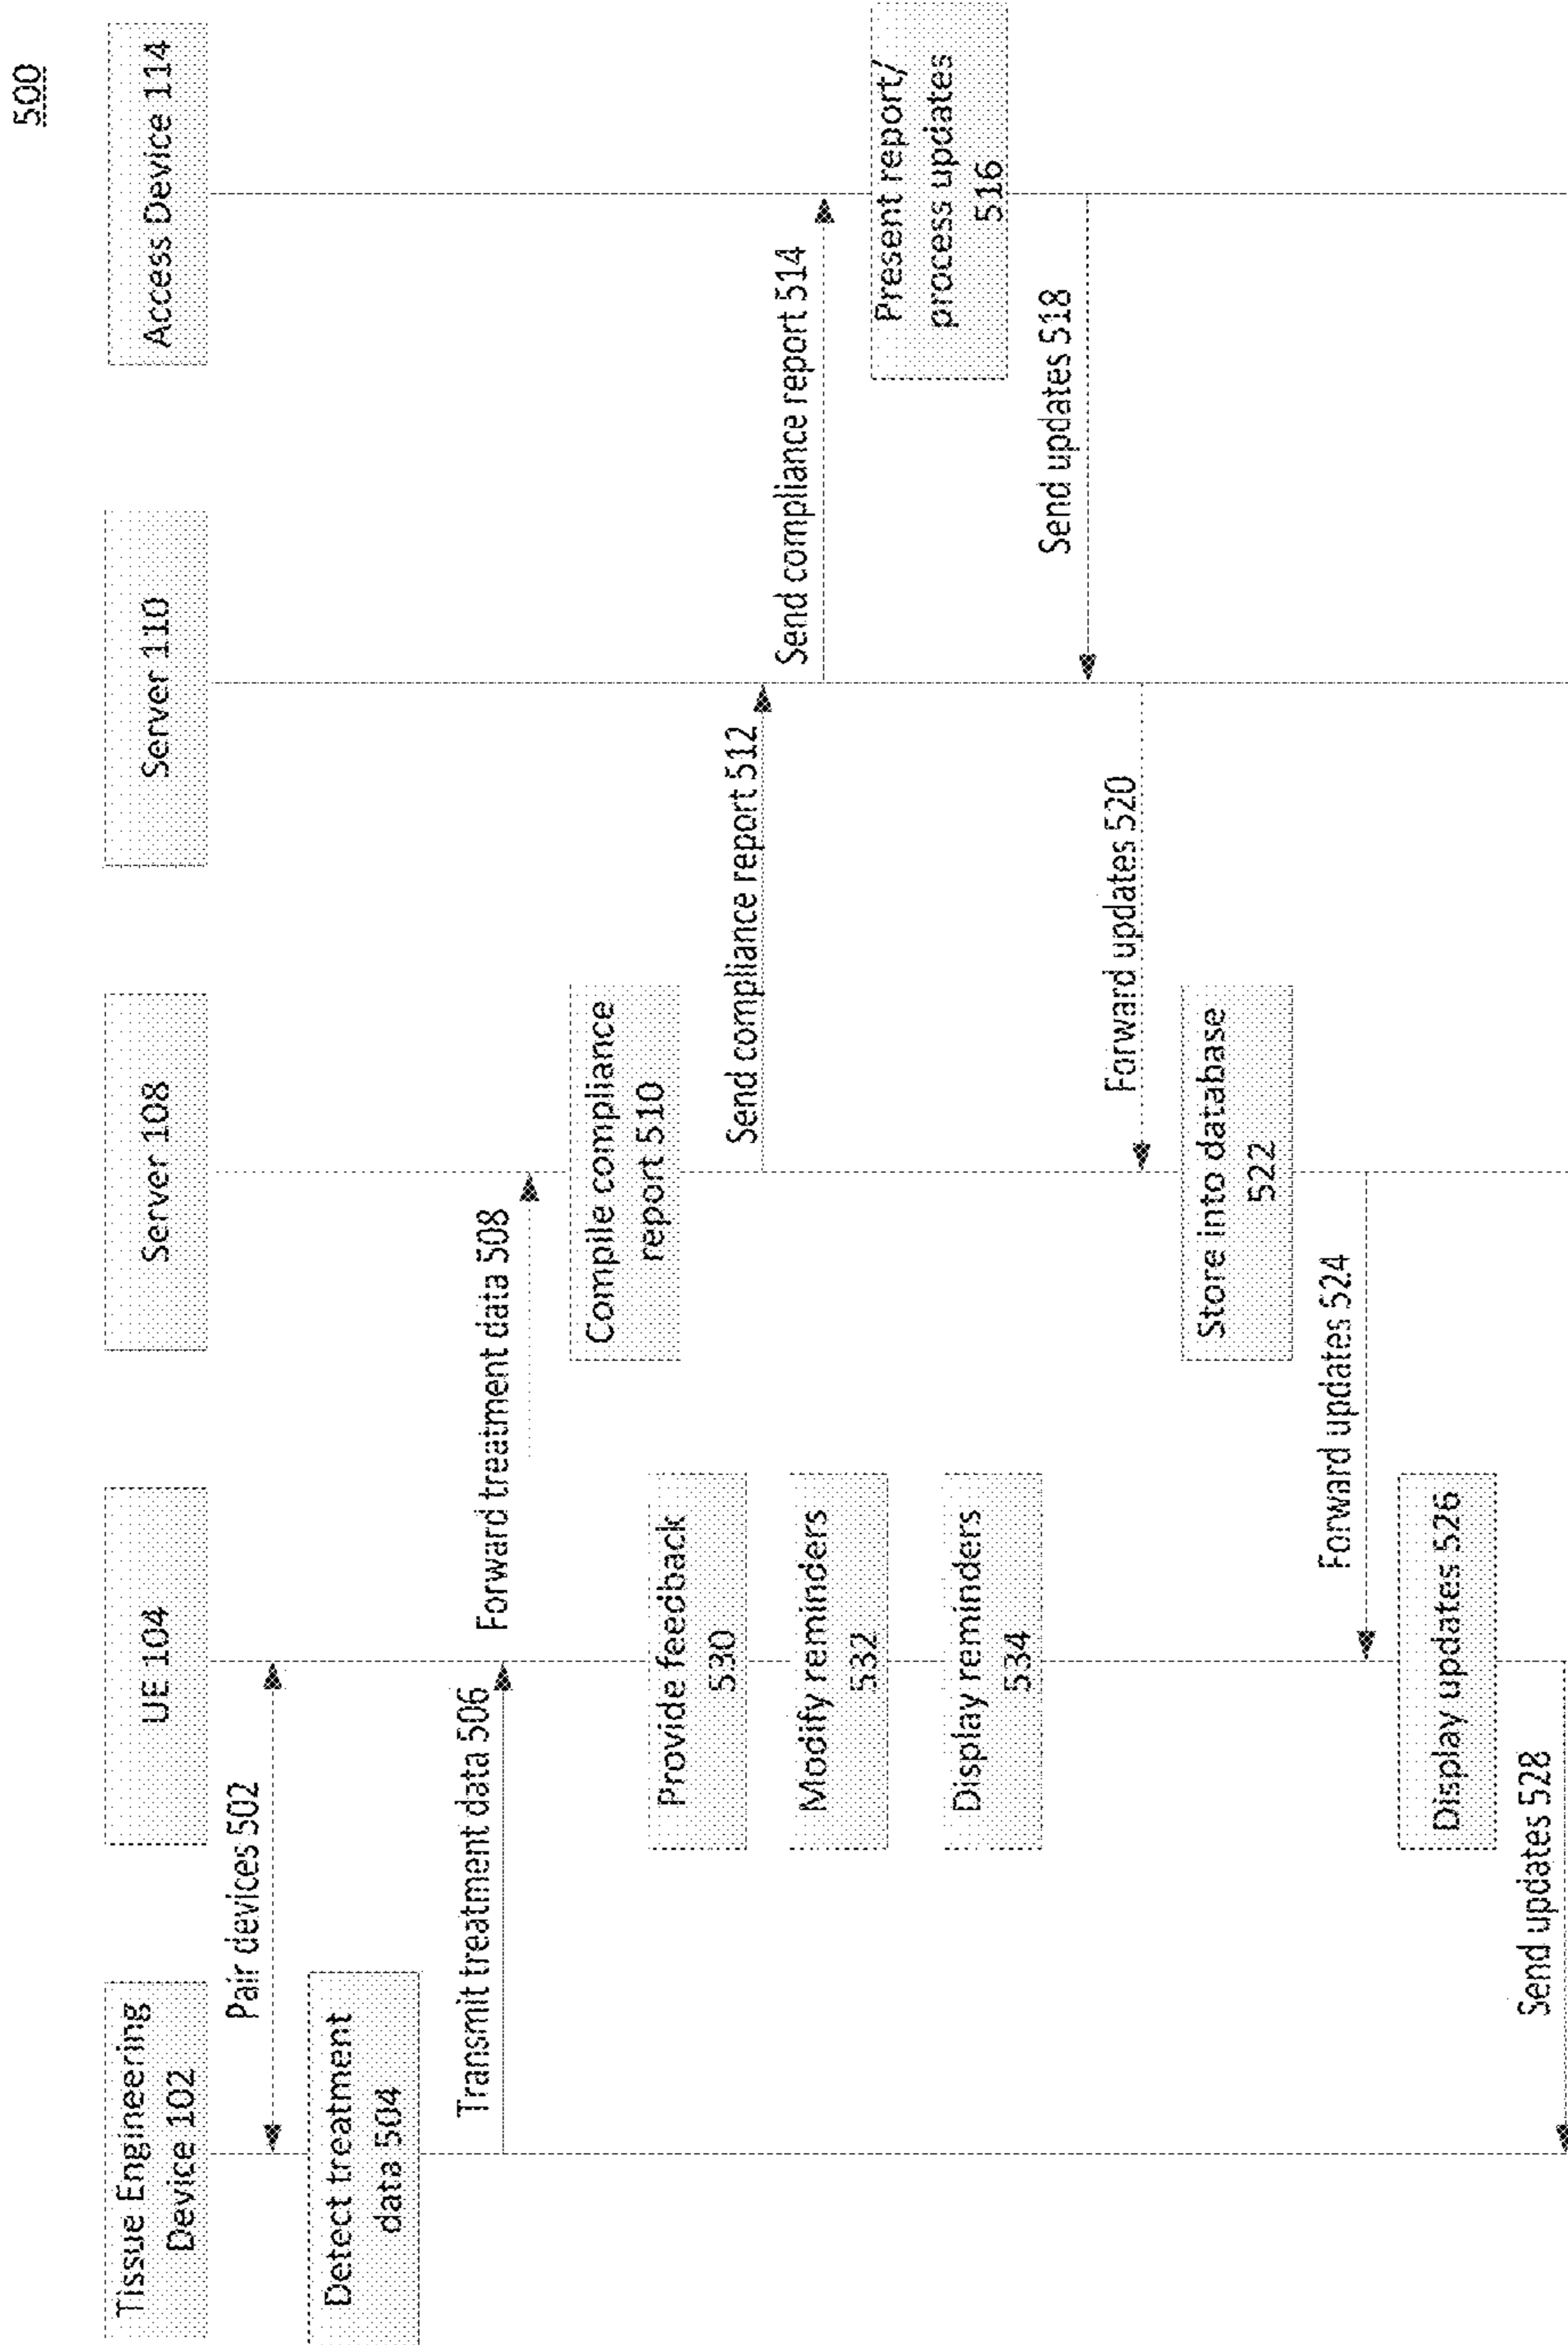 500
Tissue Engineering
Device 102
UE 104
Server 108
Server 110
Access Device 114
Pair devices 502
Detect treatment
data 504
Transmit treatment data 506
Forward treatment data 508
Compile compliance
report 510
Provide feedback
530
Send compliance report 512
Modify reminders
532
Send compliance report 514
Present report/
process updates
516
Display reminders
534
Send updates 518
Forward updates 520
Store into database
522
Forward updates 524
Display updates 526
Send updates 528